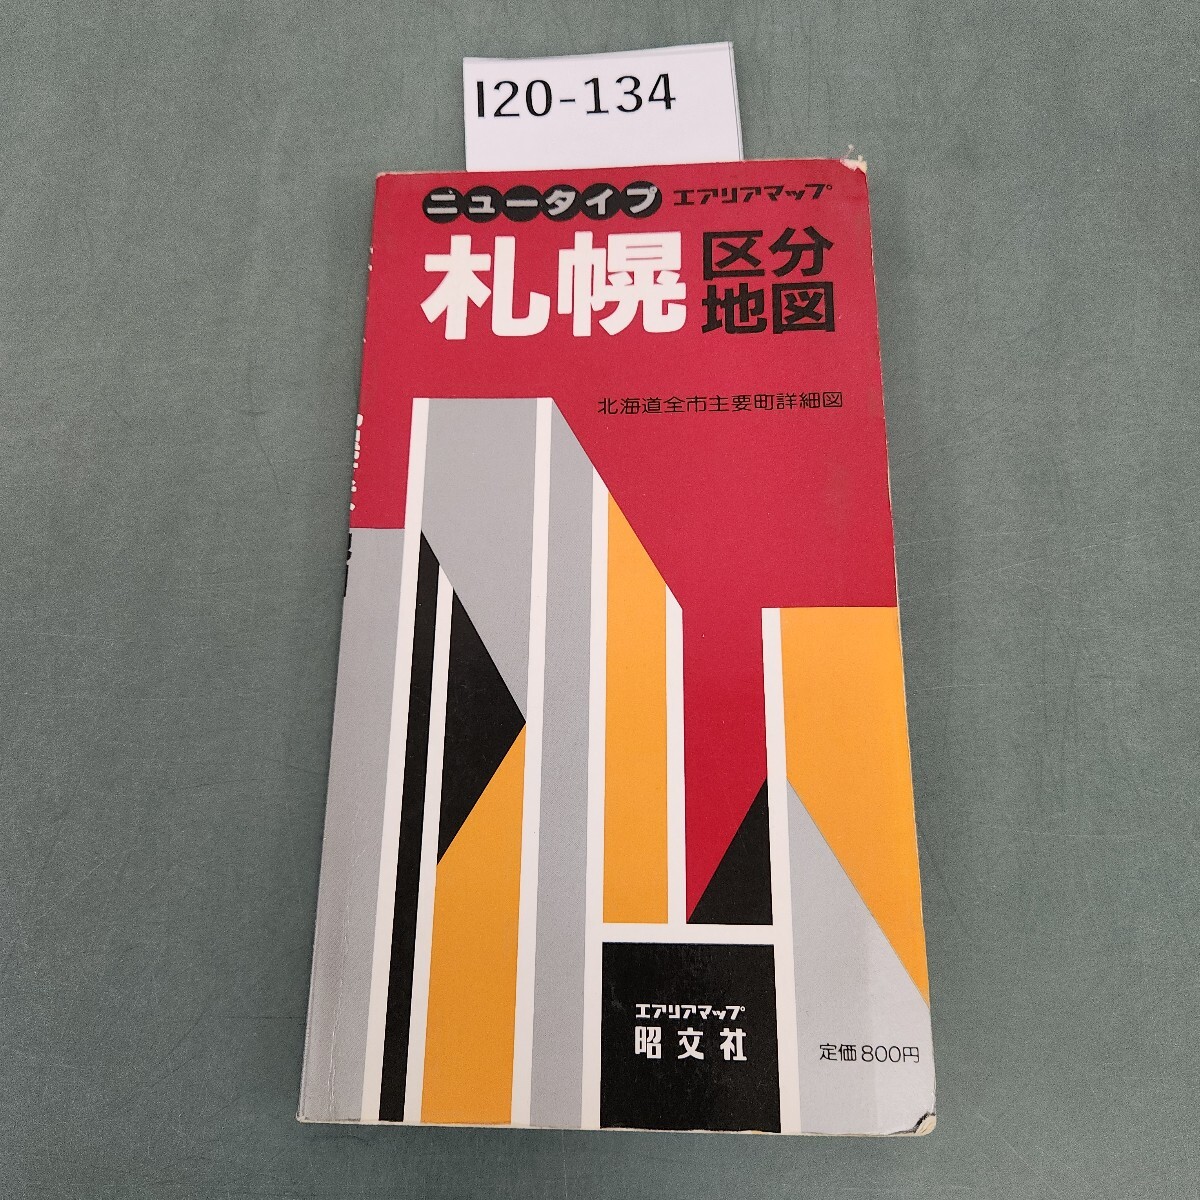 I20-134
ニュータイプ エアリアマップ
札幌 区分
地図
北海道全市主要町詳細図
エアリアマップ
昭文社
定価800円